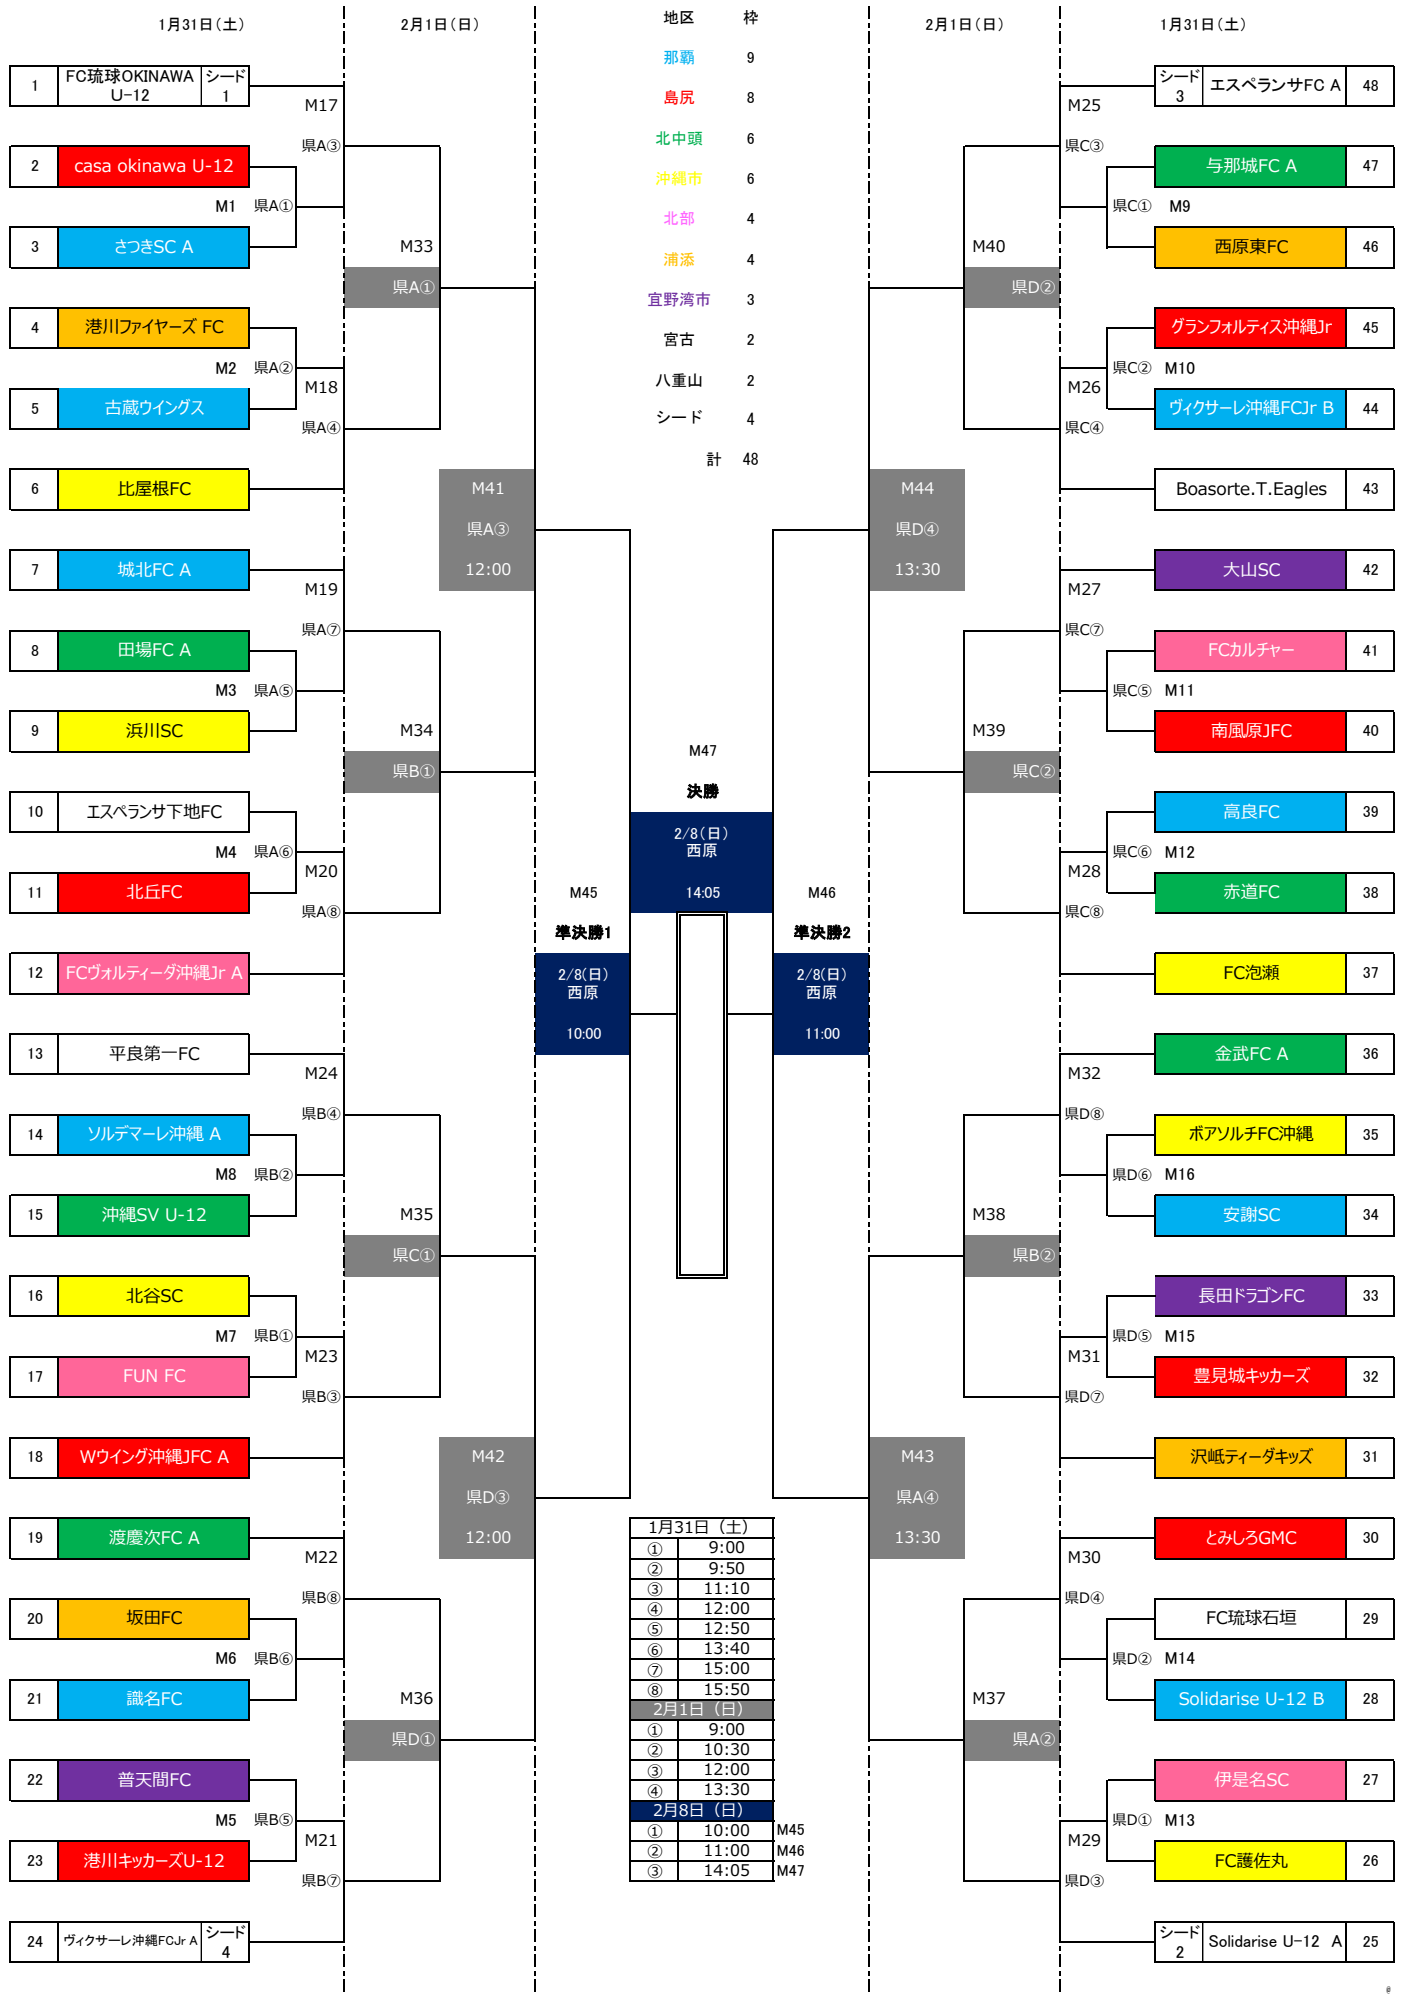 1月31日(土)
2月1日(日)
地区 枠
2月1日(日)
1月31日(土)
那覇 9
島尻 8
北中頭 6
沖縄市 6
北部 4
浦添 4
宜野湾市 3
宮古 2
八重山 2
シード 4
計 48
1 FC琉球OKINAWA U-12 シード 1
M17
県A③
2 casa okinawa U-12
M1 県A①
3 さつきSC A
M33
県A①
4 港川ファイヤーズ FC
M2 県A②
M18
県A④
5 古蔵ウイングス
6 比屋根FC
M41
県A③
12:00
7 城北FC A
M19
県A⑦
8 田場FC A
M3 県A⑤
9 浜川SC
M34
県B①
10 エスペランサ下地FC
M4 県A⑥
M20
県A⑧
11 北丘FC
12 FCヴォルティーダ沖縄Jr A
13 平良第一FC
M24
県B④
14 ソルデマーレ沖縄 A
M8 県B②
15 沖縄SV U-12
M35
県C①
16 北谷SC
M7 県B①
M23
県B③
17 FUN FC
18 Wウイング沖縄JFC A
M42
県D③
12:00
19 渡慶次FC A
M22
県B⑧
20 坂田FC
M6 県B⑥
21 識名FC
M36
県D①
22 普天間FC
M5 県B⑤
M21
県B⑦
23 港川キッカーズU-12
24 ヴィクサーレ沖縄FCJr A シード 4
M47
決勝
2/8(日)
西原
14:05
M45
準決勝1
2/8(日)
西原
10:00
M46
準決勝2
2/8(日)
西原
11:00
1月31日(土)
① 9:00
② 9:50
③ 11:10
④ 12:00
⑤ 12:50
⑥ 13:40
⑦ 15:00
⑧ 15:50
2月1日(日)
① 9:00
② 10:30
③ 12:00
④ 13:30
2月8日(日)
① 10:00 M45
② 11:00 M46
③ 14:05 M47
シード 3 エスペランサFC A 48
M25
県C③
与那城FC A 47
県C① M9
西原東FC 46
M40
県D②
グランフォルティス沖縄Jr 45
県C② M10
M26
県C④
ヴィクサーレ沖縄FCJr B 44
Boasorte.T.Eagles 43
M44
県D④
13:30
大山SC 42
M27
県C⑦
FCカルチャー 41
県C⑤ M11
南風原JFC 40
M39
県C②
高良FC 39
県C⑥ M12
M28
県C⑧
赤道FC 38
FC泡瀬 37
金武FC A 36
M32
県D⑧
ボアソルチFC沖縄 35
県D⑥ M16
安謝SC 34
M38
県B②
長田ドラゴンFC 33
県D⑤ M15
M31
県D⑦
豊見城キッカーズ 32
沢岻ティーダキッズ 31
M43
県A④
13:30
とみしろGMC 30
M30
県D④
FC琉球石垣 29
県D② M14
Solidarise U-12 B 28
M37
県A②
伊是名SC 27
県D① M13
M29
県D③
FC護佐丸 26
シード 2 Solidarise U-12 A 25
@